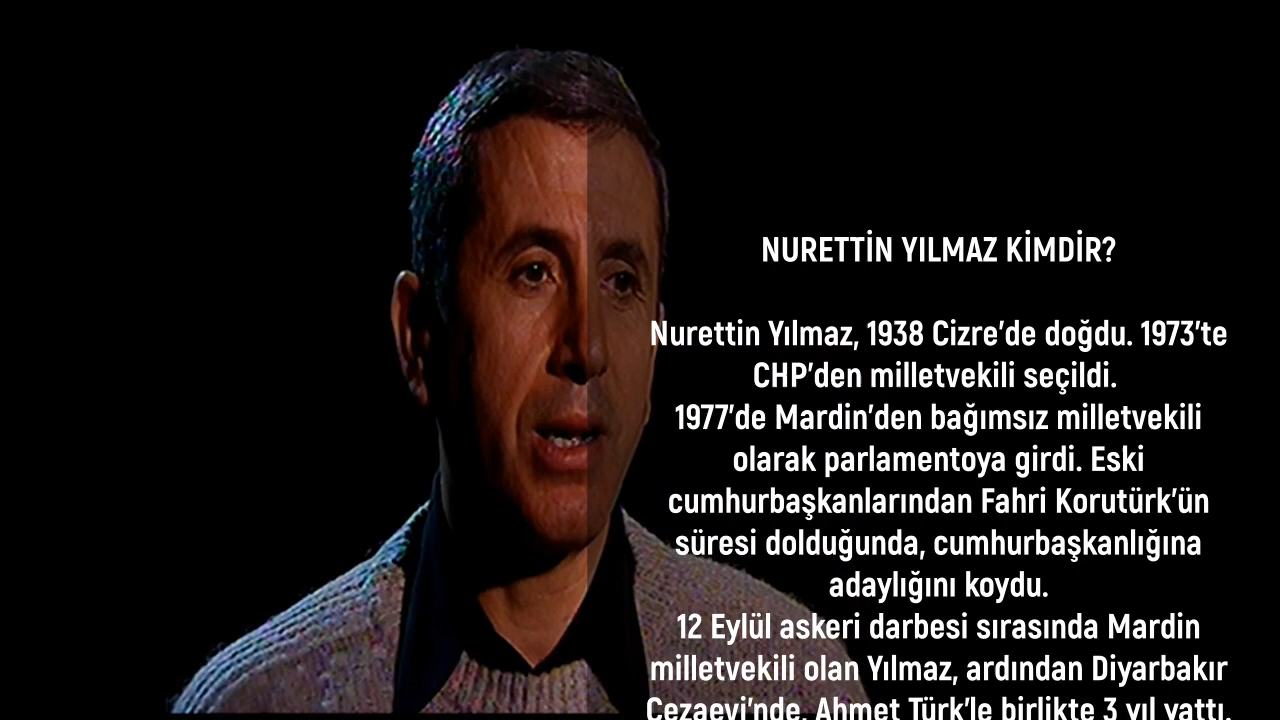 NURETTİN YILMAZ KİMDİR?
Nurettin Yılmaz, 1938 Cizre'de doğdu. 1973'te
CHP'den milletvekili seçildi.
1977'de Mardin'den bağımsız milletvekili
olarak parlamentoya girdi. Eski
cumhurbaşkanlarından Fahri Korutürk'ün
süresi dolduğunda, cumhurbaşkanlığına
adaylığını koydu.
12 Eylül askeri darbesi sırasında Mardin
milletvekili olan Yılmaz, ardından Diyarbakır
Cezaevi'nde, Ahmet Türk'le birlikte 3 yıl yattı.